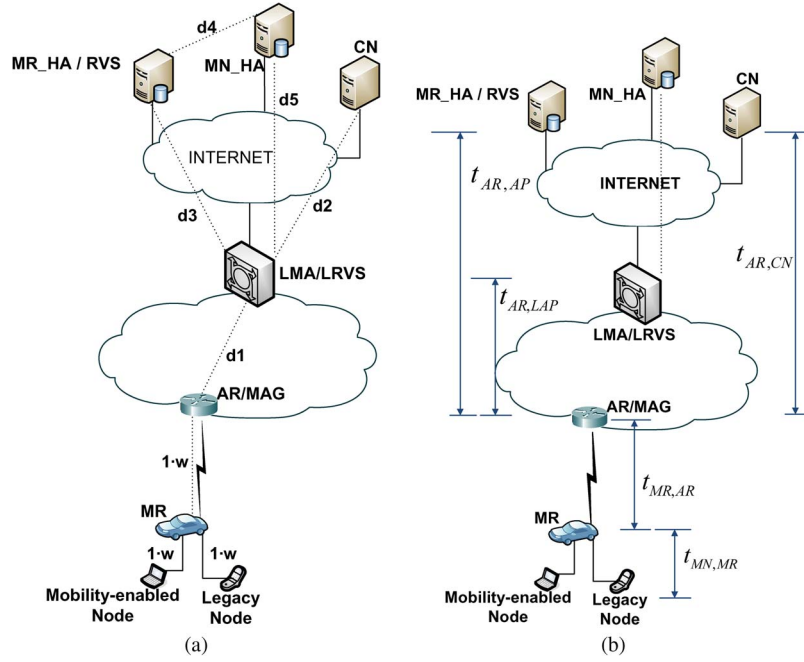 d4
MR_HA / RVS
MN_HA
CN
d5
INTERNET
d3
d2
LMA/LRVS
d1
AR/MAG
1·w
MR
1·w
1·w
Mobility-enabled
Node
Legacy
Node
(a)
MR_HA / RVS
MN_HA
CN
t_{AR,AP}
INTERNET
t_{AR,CN}
t_{AR,LAP}
LMA/LRVS
AR/MAG
t_{MR,AR}
MR
t_{MN,MR}
Mobility-enabled
Node
Legacy
Node
(b)